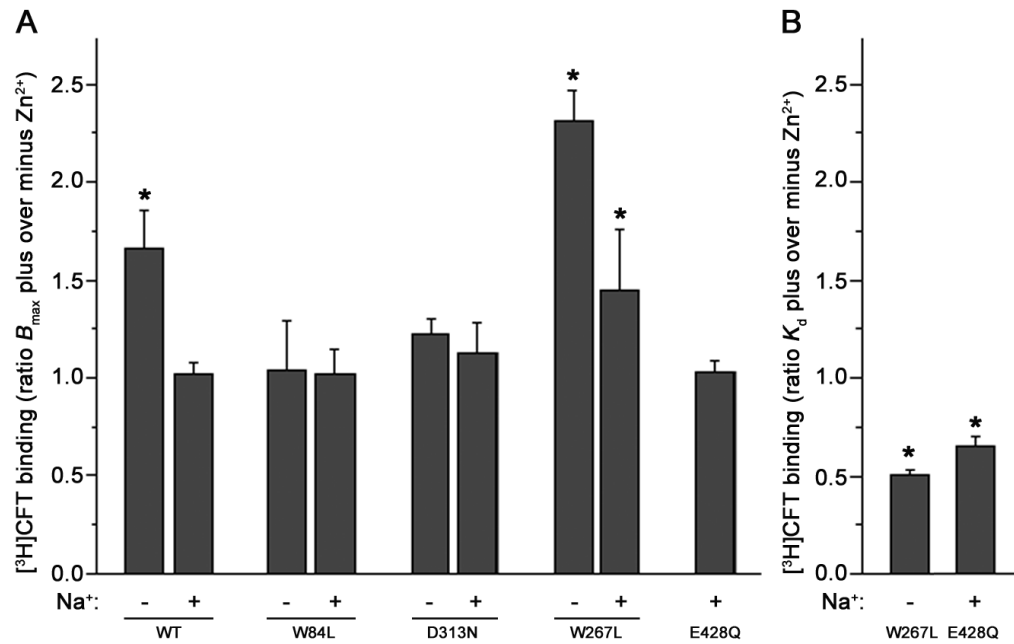 A
[³H]CFT binding (ratio Bmax plus over minus Zn²⁺)
2.5
2.0
1.5
1.0
0.5
0.0
* * *
Na⁺: - + - + - + - + +
WT W84L D313N W267L E428Q
B
[³H]CFT binding (ratio Kd plus over minus Zn²⁺)
2.5
2.0
1.5
1.0
0.5
0.0
* *
- +
W267L E428Q